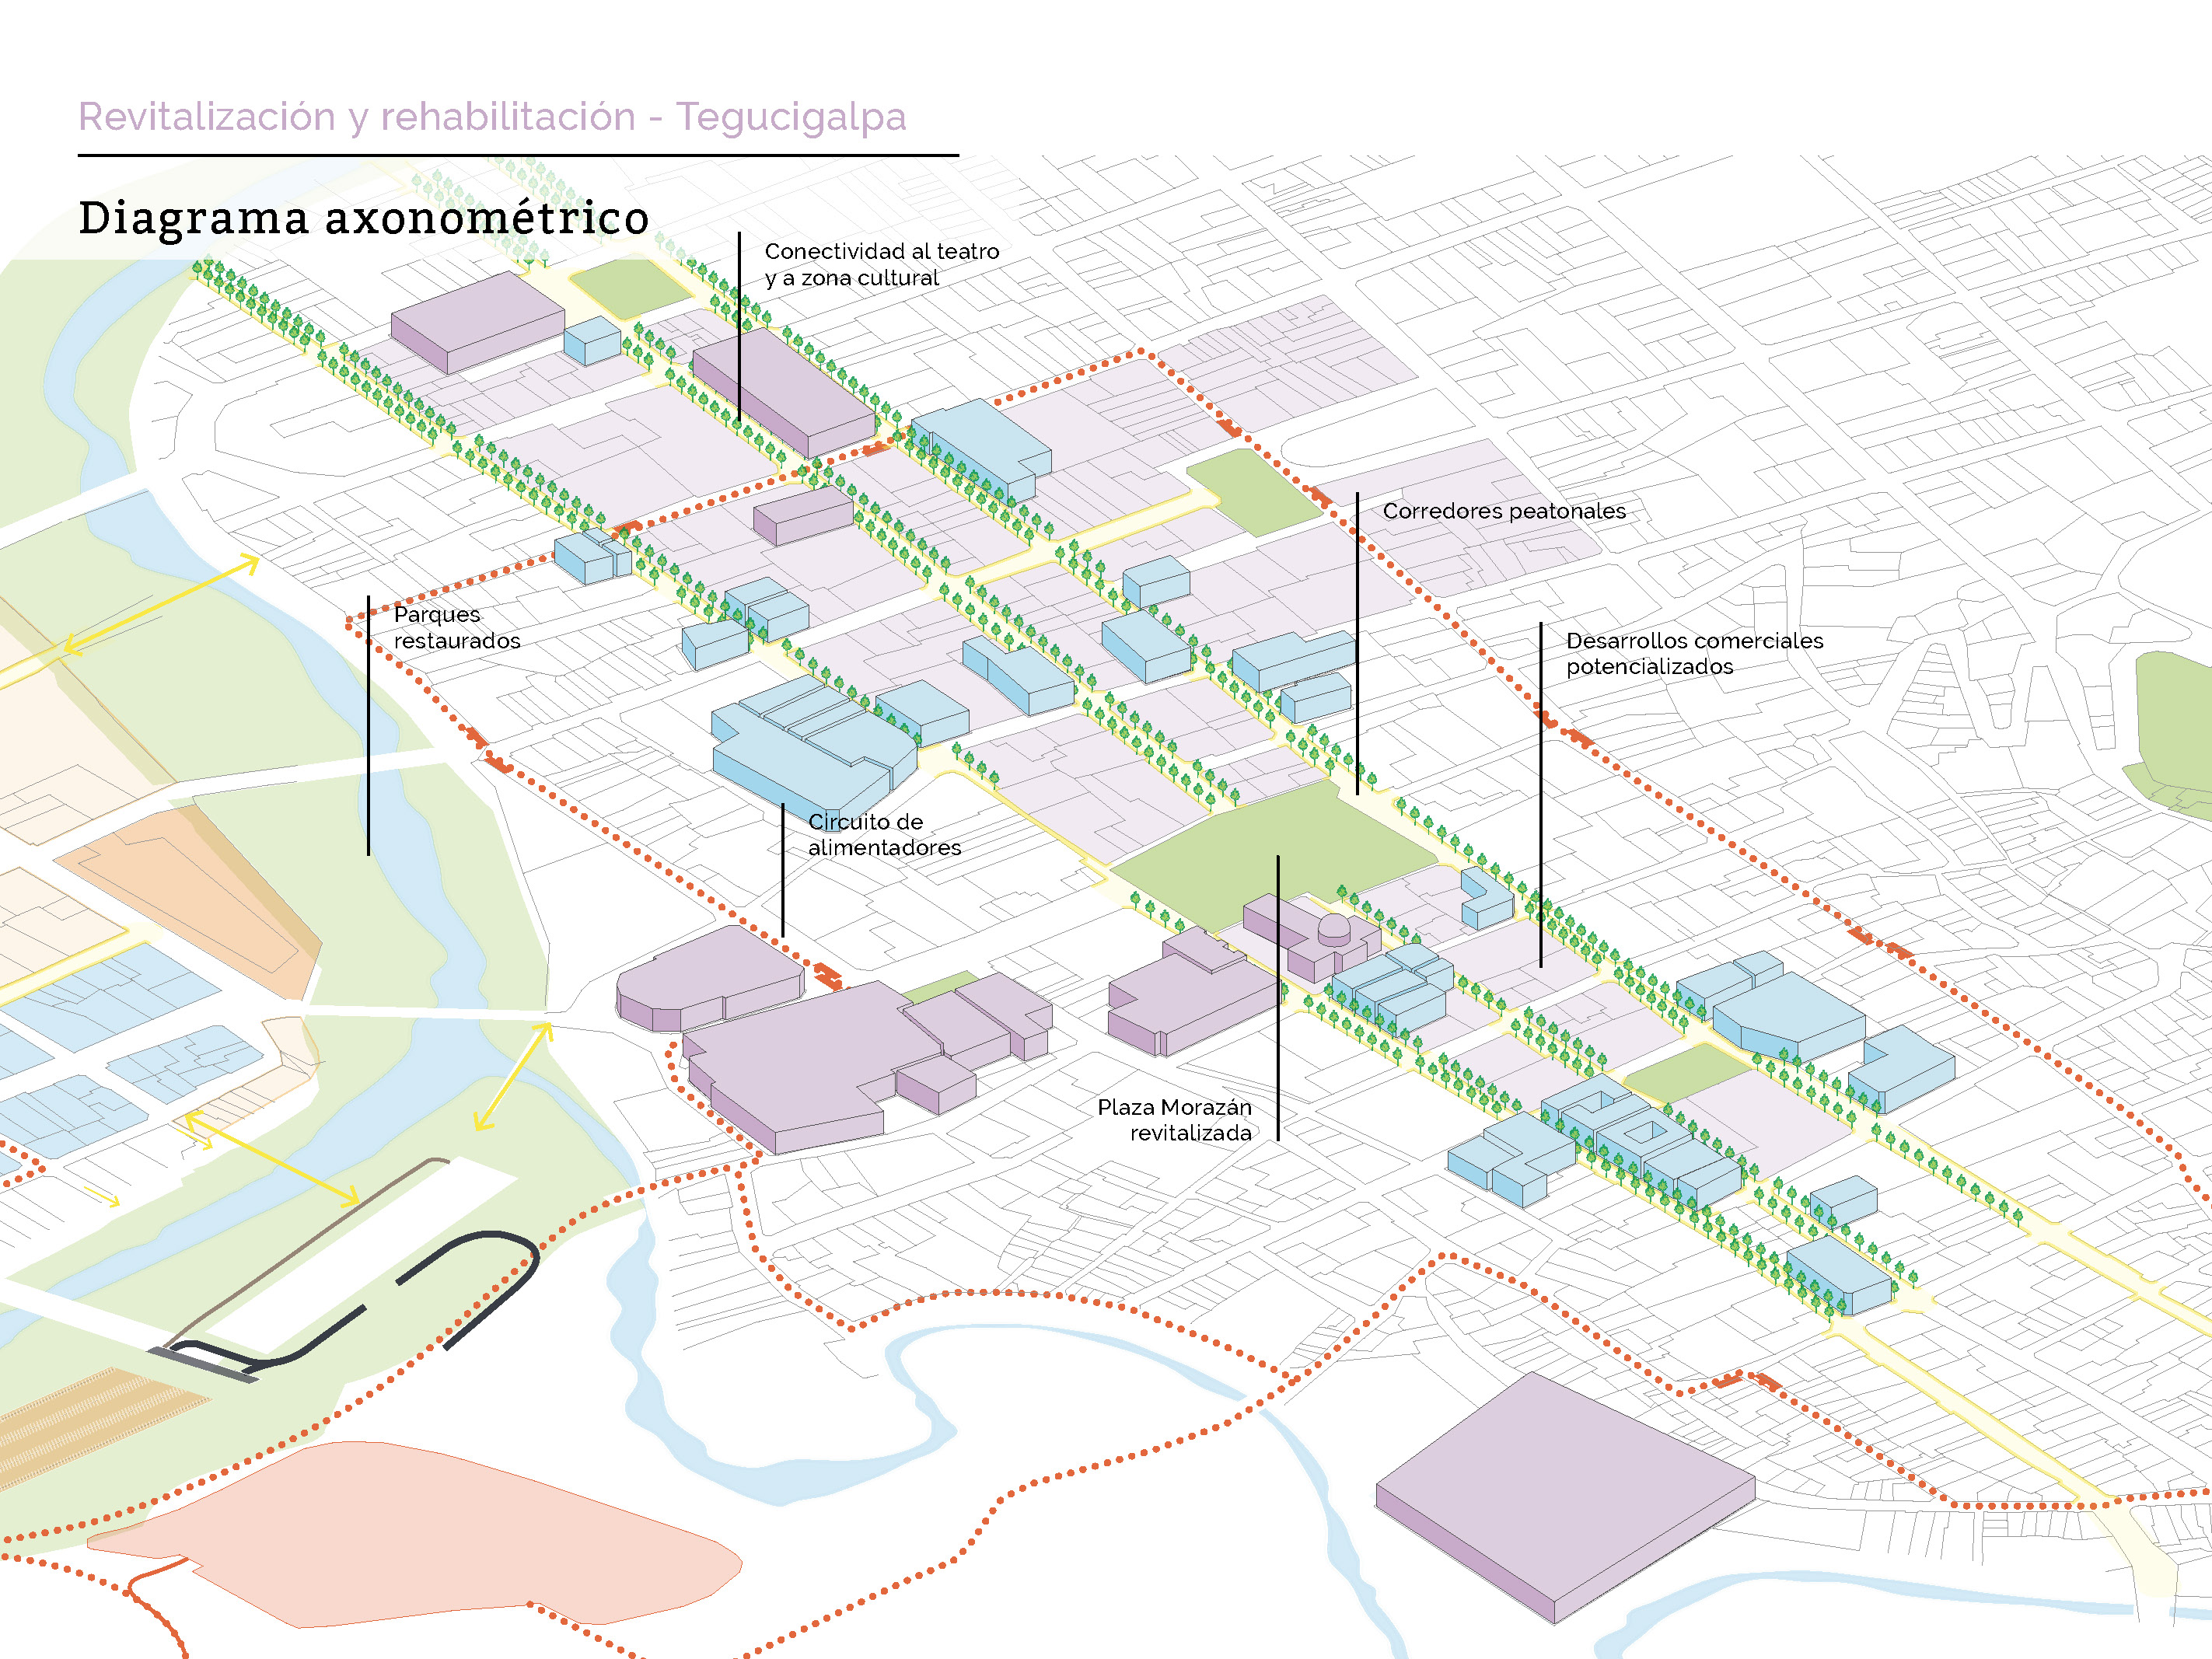 Revitalización y rehabilitación - Tegucigalpa
Diagrama axonométrico
Conectividad al teatro
y a zona cultural
Corredores peatonales
Parques
restaurados
Desarrollos comerciales
potencializados
Circuito de
alimentadores
Plaza Morazán
revitalizada